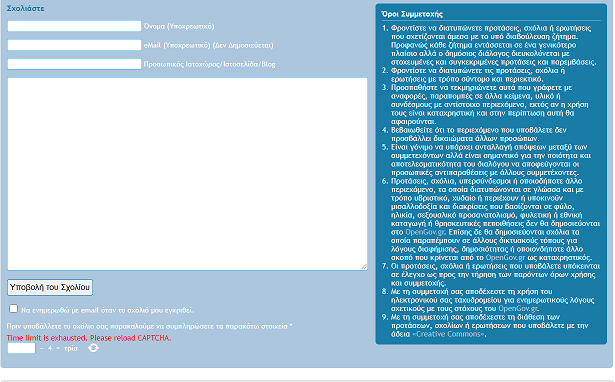 Σχολιάστε
Όνομα (Υποχρεωτικό)
eMail (Υποχρεωτικό) (Δεν Δημοσιεύεται)
Προσωπικός Ιστοχώρος/Ιστοσελίδα/Blog
Υποβολή του Σχολίου
Να ενημερωθώ με email όταν το σχόλιό μου εγκριθεί.
Πριν υποβάλλετε το σχόλιο σας παρακαλούμε να συμπληρώσετε τα παρακάτω στοιχεία *
Time limit is exhausted. Please reload CAPTCHA.
− 4 = τρία
Όροι Συμμετοχής
1. Φροντίστε να διατυπώνετε προτάσεις, σχόλια ή ερωτήσεις
που σχετίζονται άμεσα με το υπό διαβούλευση ζήτημα.
Προφανώς κάθε ζήτημα εντάσσεται σε ένα γενικότερο
πλαίσιο αλλά ο δημόσιος διάλογος διευκολύνεται με
στοχευμένες και συγκεκριμένες προτάσεις και παρεμβάσεις.
2. Φροντίστε να διατυπώνετε τις προτάσεις, σχόλια ή
ερωτήσεις με τρόπο σύντομο και περιεκτικό.
3. Προσπαθήστε να τεκμηριώνετε αυτά που γράφετε με
αναφορές, παραπομπές σε άλλα κείμενα, υλικό ή
συνδέσμους με αντίστοιχο περιεχόμενο, εκτός αν η χρήση
τους είναι καταχρηστική και στην περίπτωση αυτή θα
αφαιρούνται.
4. Βεβαιωθείτε ότι το περιεχόμενο που υποβάλετε δεν
προσβάλλει δικαιώματα άλλων προσώπων.
5. Είναι γόνιμο να υπάρχει ανταλλαγή απόψεων μεταξύ των
συμμετεχόντων αλλά είναι σημαντικό για την ποιότητα και
αποτελεσματικότητα του διαλόγου να αποφεύγονται οι
προσωπικές αντιπαραθέσεις με άλλους συμμετέχοντες.
6. Προτάσεις, σχόλια, υπερσύνδεσμοι ή οποιοδήποτε άλλο
περιεχόμενο, τα οποία διατυπώνονται σε γλώσσα και με
τρόπο υβριστικό, χυδαίο ή περιέχουν ή υποκινούν
μισαλλοδοξία και διακρίσεις που βασίζονται σε φύλο,
ηλικία, σεξουαλικό προσανατολισμό, φυλετική ή εθνική
καταγωγή ή θρησκευτικές πεποιθήσεις δεν θα δημοσιεύονται
στο OpenGov.gr. Επίσης δε θα δημοσιεύονται σχόλια τα
οποία παραπέμπουν σε άλλους δικτυακούς τόπους για
λόγους διαφήμισης, δημοσιότητας ή οποιονδήποτε άλλο
σκοπό που κρίνεται από το OpenGov.gr ως καταχρηστικός.
7. Οι προτάσεις, σχόλια ή ερωτήσεις που υποβάλετε υπόκεινται
σε έλεγχο ως προς την τήρηση των παρόντων όρων χρήσης
και συμμετοχής.
8. Με τη συμμετοχή σας αποδέχεστε τη χρήση του
ηλεκτρονικού σας ταχυδρομείου για ενημερωτικούς λόγους
σχετικούς με τους στόχους του OpenGov.gr.
9. Με τη συμμετοχή σας αποδέχεστε τη διάθεση των
προτάσεων, σχολίων ή ερωτήσεων που υποβάλετε με την
άδεια «Creative Commons».